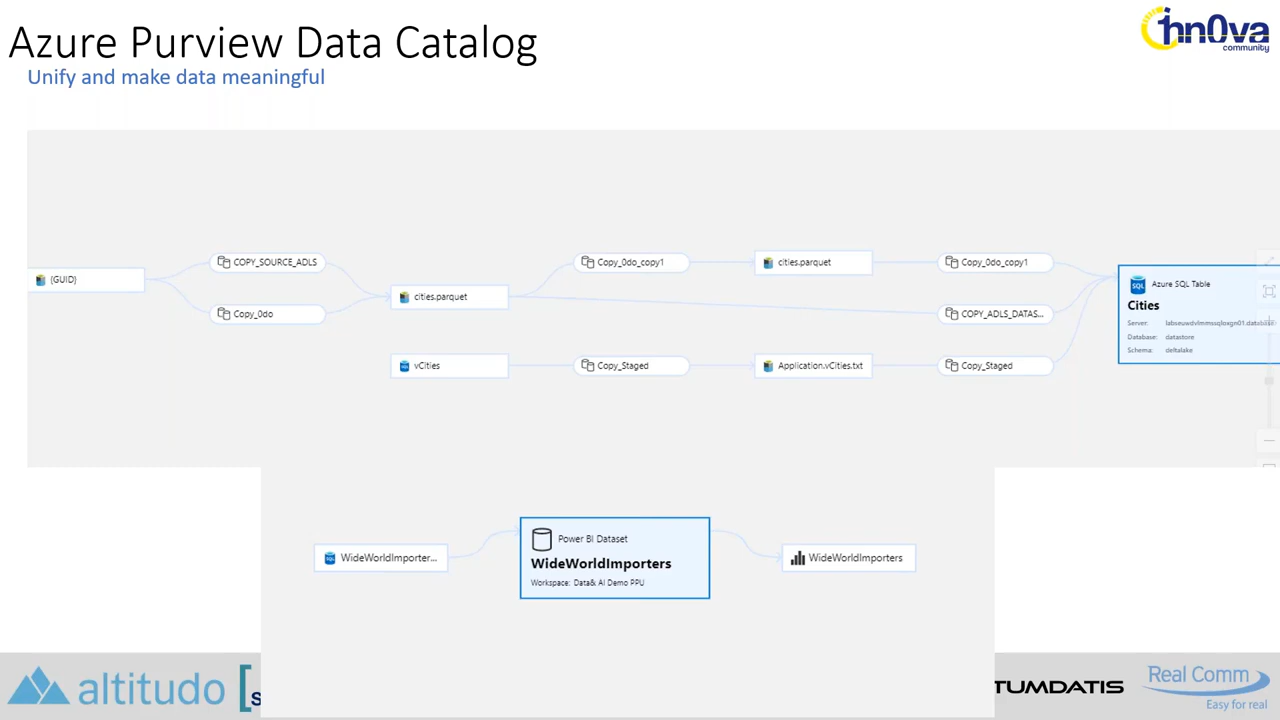 Azure Purview Data Catalog
Unify and make data meaningful
1nn0va
community
{GUID}
COPY_SOURCE_ADLS
Copy_0do
cities.parquet
vCities
Copy_0do_copy1
Copy_Staged
cities.parquet
Application.vCities.txt
Copy_0do_copy1
COPY_ADLS_DATAS...
Copy_Staged
SQL
Azure SQL Table
Cities
Server:
Database: datastore
Schema: deltalake
WideWorldImporter...
Power BI Dataset
WideWorldImporters
Workspace: Data& AI Demo PPU
WideWorldImporters
altitudo
[s
TUMDATIS
Real Comm
Easy for real